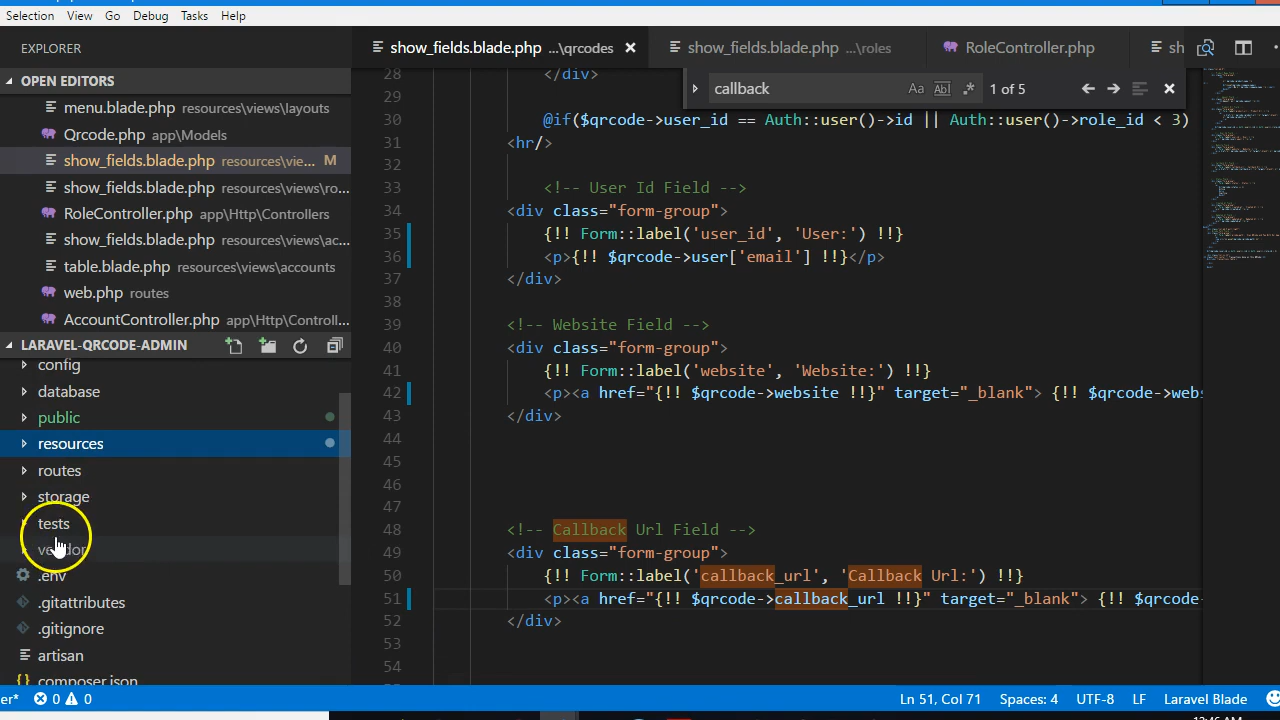 Selection View Go Debug Tasks Help
EXPLORER
OPEN EDITORS
menu.blade.php resources\views\layouts
Qrcode.php app\Models
show_fields.blade.php resources\vie... M
show_fields.blade.php resources\views\ro...
RoleController.php app\Http\Controllers
show_fields.blade.php resources\views\ac...
table.blade.php resources\views\accounts
web.php routes
AccountController.php app\Http\Controll...
LARAVEL-QRCODE-ADMIN
config
database
public
resources
routes
storage
tests
vendor
.env
.gitattributes
.gitignore
artisan
composer.json
show_fields.blade.php ...\qrcodes
show_fields.blade.php ...\roles
RoleController.php
sh
callback
Aa Abl .* 1 of 5
28 </div>
29
30 @if($qrcode->user_id == Auth::user()->id || Auth::user()->role_id < 3)
31 <hr/>
32
33 <!-- User Id Field -->
34 <div class="form-group">
35 {!! Form::label('user_id', 'User:') !!}
36 <p>{!! $qrcode->user['email'] !!}</p>
37 </div>
38
39 <!-- Website Field -->
40 <div class="form-group">
41 {!! Form::label('website', 'Website:') !!}
42 <p><a href="{!! $qrcode->website !!}" target="_blank"> {!! $qrcode->webs
43 </div>
44
45
46
47
48 <!-- Callback Url Field -->
49 <div class="form-group">
50 {!! Form::label('callback_url', 'Callback Url:') !!}
51 <p><a href="{!! $qrcode->callback_url !!}" target="_blank"> {!! $qrcode-
52 </div>
53
54
er* 0 0 Ln 51, Col 71 Spaces: 4 UTF-8 LF Laravel Blade